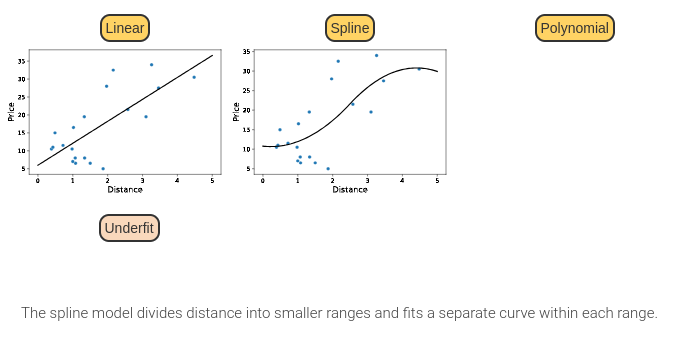 Linear
Spline
Polynomial
35
30
25
20
15
10
5
Price
0 1 2 3 4 5
Distance
35
30
25
20
15
10
5
Price
0 1 2 3 4 5
Distance
Underfit
The spline model divides distance into smaller ranges and fits a separate curve within each range.